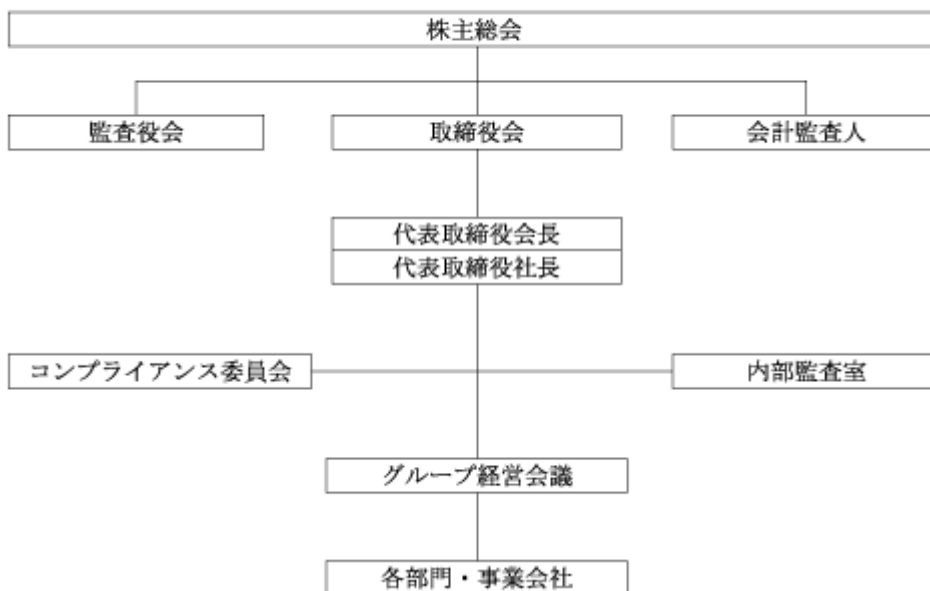 株主総会
監査役会
取締役会
会計監査人
代表取締役会長
代表取締役社長
コンプライアンス委員会
内部監査室
グループ経営会議
各部門・事業会社